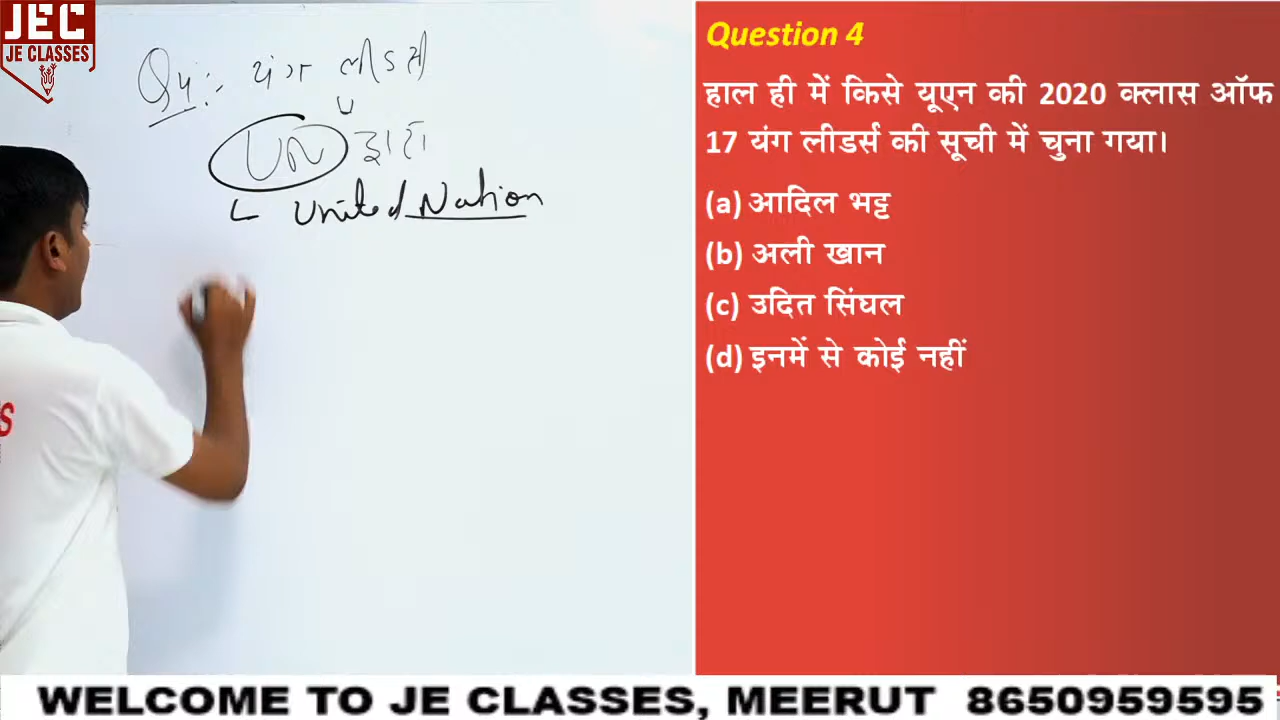 JEC
JE CLASSES
Q4:- यंग लीडर्स
UN द्वारा
United Nation
Question 4
हाल ही में किसे यूएन की 2020 क्लास ऑफ
17 यंग लीडर्स की सूची में चुना गया।
(a) आदिल भट्ट
(b) अली खान
(c) उदित सिंघल
(d) इनमें से कोई नहीं
S
WELCOME TO JE CLASSES, MEERUT 8650959595